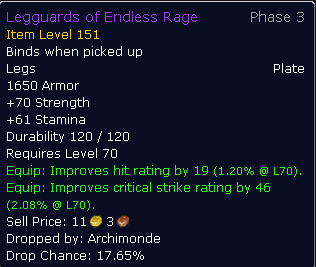 Legguards of Endless Rage Phase 3
Item Level 151
Binds when picked up
Legs Plate
1650 Armor
+70 Strength
+61 Stamina
Durability 120 / 120
Requires Level 70
Equip: Improves hit rating by 19 (1.20% @ L70).
Equip: Improves critical strike rating by 46
(2.08% @ L70).
Sell Price: 11 3
Dropped by: Archimonde
Drop Chance: 17.65%